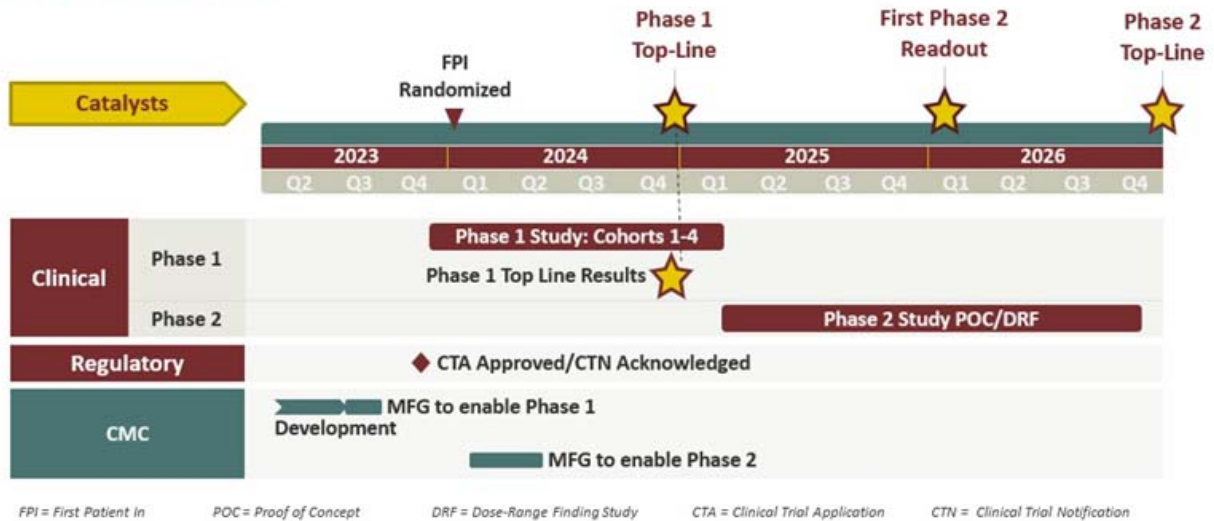 Phase 1
Top-Line
First Phase 2
Readout
Phase 2
Top-Line
FPI
Randomized
Catalysts
2023 2024 2025 2026
Q2 Q3 Q4 Q1 Q2 Q3 Q4 Q1 Q2 Q3 Q4 Q1 Q2 Q3 Q4
Clinical
Phase 1
Phase 1 Study: Cohorts 1-4
Phase 1 Top Line Results
Phase 2
Phase 2 Study POC/DRF
Regulatory
CTA Approved/CTN Acknowledged
CMC
MFG to enable Phase 1
Development
MFG to enable Phase 2
FPI = First Patient In POC = Proof of Concept DRF = Dose-Range Finding Study CTA = Clinical Trial Application CTN = Clinical Trial Notification